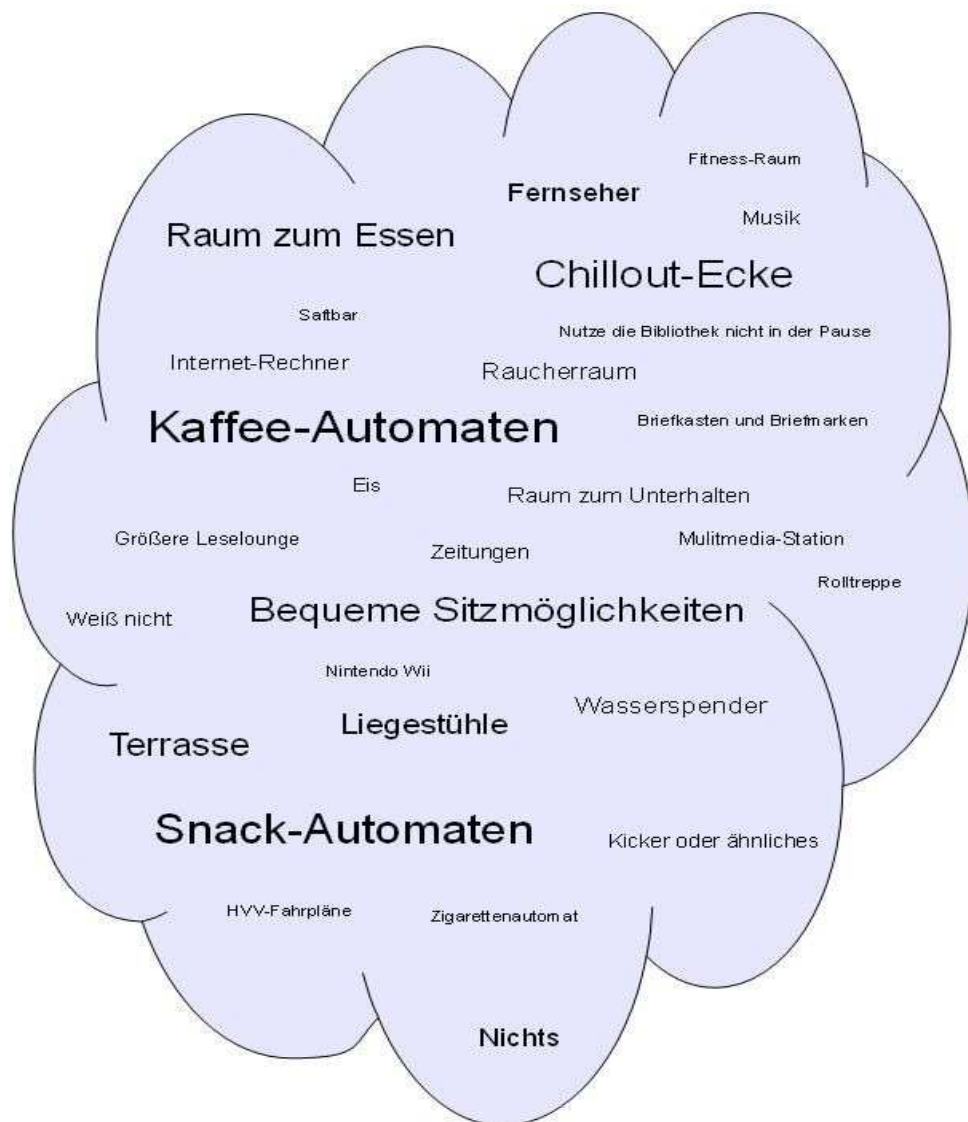 Fitness-Raum
Fernseher
Musik
Raum zum Essen
Chillout-Ecke
Saftbar
Nutze die Bibliothek nicht in der Pause
Internet-Rechner
Raucherraum
Kaffee-Automaten
Briefkasten und Briefmarken
Eis
Raum zum Unterhalten
Größere Leselounge
Zeitungen
Mulitmedia-Station
Rolltreppe
Bequeme Sitzmöglichkeiten
Weiß nicht
Nintendo Wii
Wasserspender
Liegestühle
Terrasse
Snack-Automaten
Kicker oder ähnliches
HVV-Fahrpläne
Zigarettenautomat
Nichts